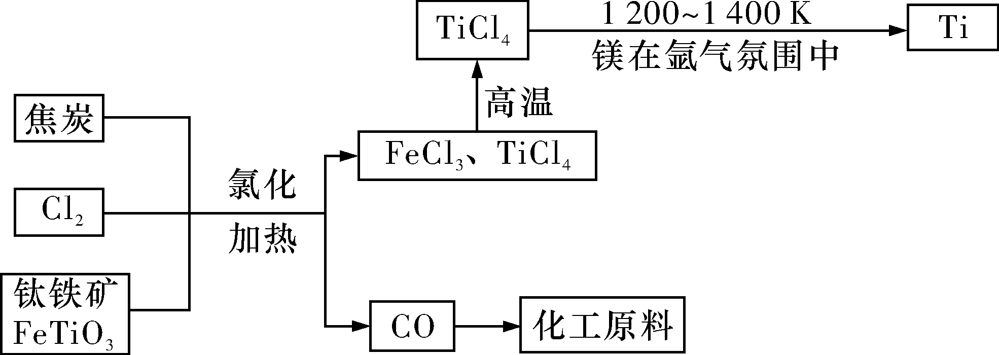 TiCl₄
1 200~1 400 K
镁在氩气氛围中
Ti
高温
焦炭
FeCl₃、TiCl₄
氯化
加热
Cl₂
钛铁矿
FeTiO₃
CO
化工原料